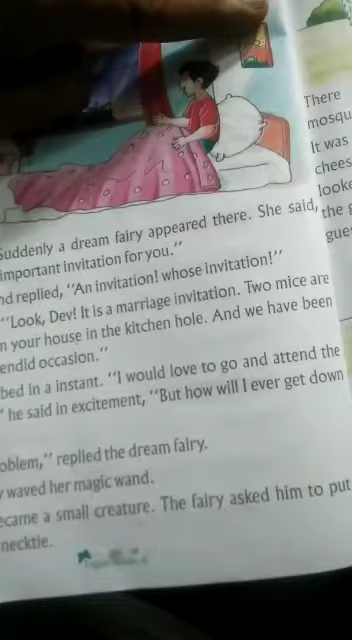 Suddenly a dream fairy appeared there. She said,
important invitation for you."
nd replied, "An invitation! whose invitation!"
"Look, Dev! It is a marriage invitation. Two mice are
n your house in the kitchen hole. And we have been
endid occasion."
bed in a instant. "I would love to go and attend the
" he said in excitement, "But how will I ever get down
oblem," replied the dream fairy.
y waved her magic wand.
ecame a small creature. The fairy asked him to put
necktie.
There
mosqu
It was
chees
looke
the g
gues